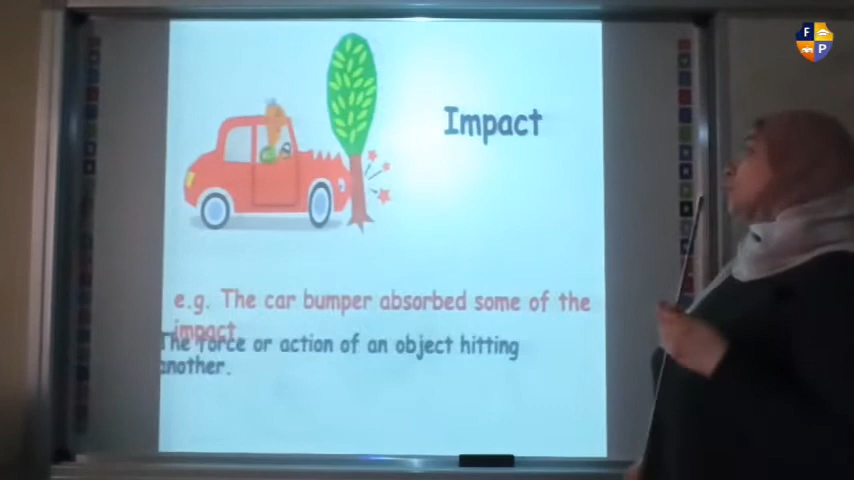 F
P
Impact
e.g. The car bumper absorbed some of the
impact
The force or action of an object hitting
another.